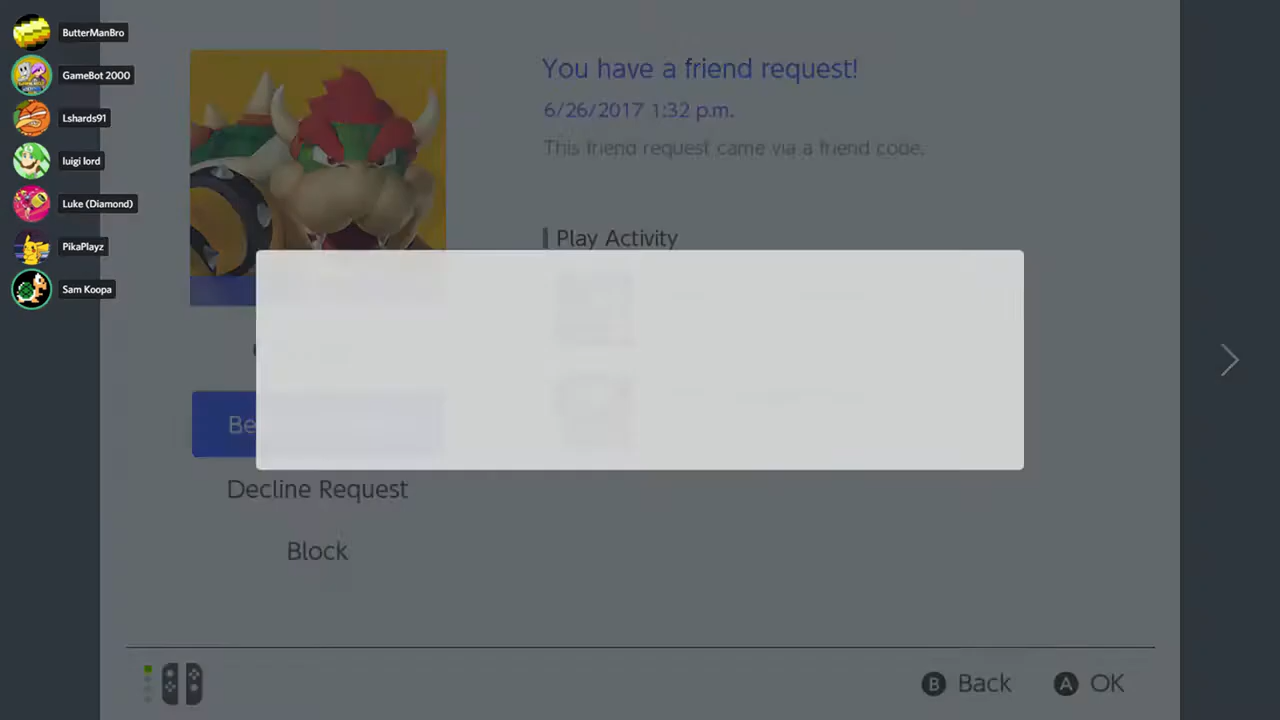 ButterManBro
GameBot 2000
Lshards91
luigi lord
Luke (Diamond)
PikaPlayz
Sam Koopa
You have a friend request!
6/26/2017 1:32 p.m.
This friend request came via a friend code.
Play Activity
Be
Decline Request
Block
B Back
A OK